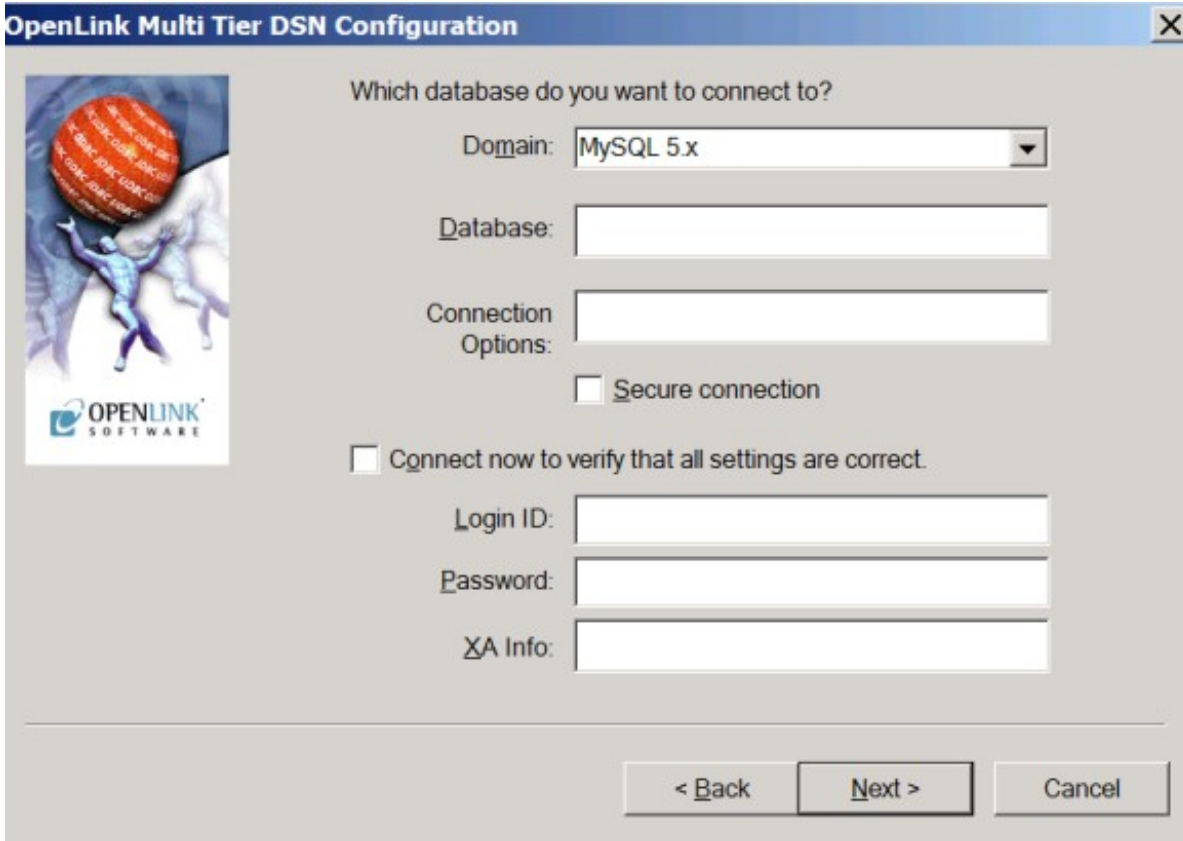 OpenLink Multi Tier DSN Configuration
Which database do you want to connect to?
Domain: MySQL 5.x
Database:
Connection
Options:
Secure connection
Connect now to verify that all settings are correct.
Login ID:
Password:
XA Info:
OPENLINK
SOFTWARE
< Back
Next >
Cancel